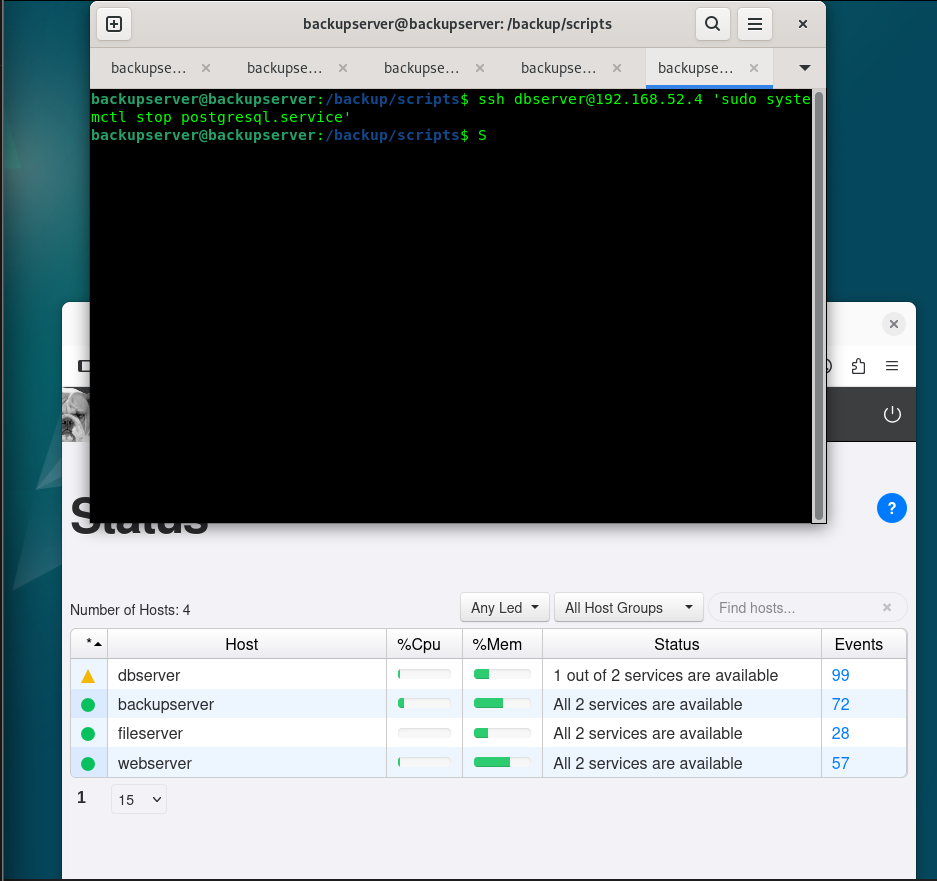 backupserver@backupserver: /backup/scripts
backupse... backupse... backupse... backupse... backupse...
backupserver@backupserver:/backup/scripts$ ssh dbserver@192.168.52.4 'sudo syste
mctl stop postgresql.service'
backupserver@backupserver:/backup/scripts$ S
Status
?
Number of Hosts: 4 Any Led All Host Groups Find hosts...
* Host %Cpu %Mem Status Events
dbserver 1 out of 2 services are available 99
backupserver All 2 services are available 72
fileserver All 2 services are available 28
webserver All 2 services are available 57
1 15